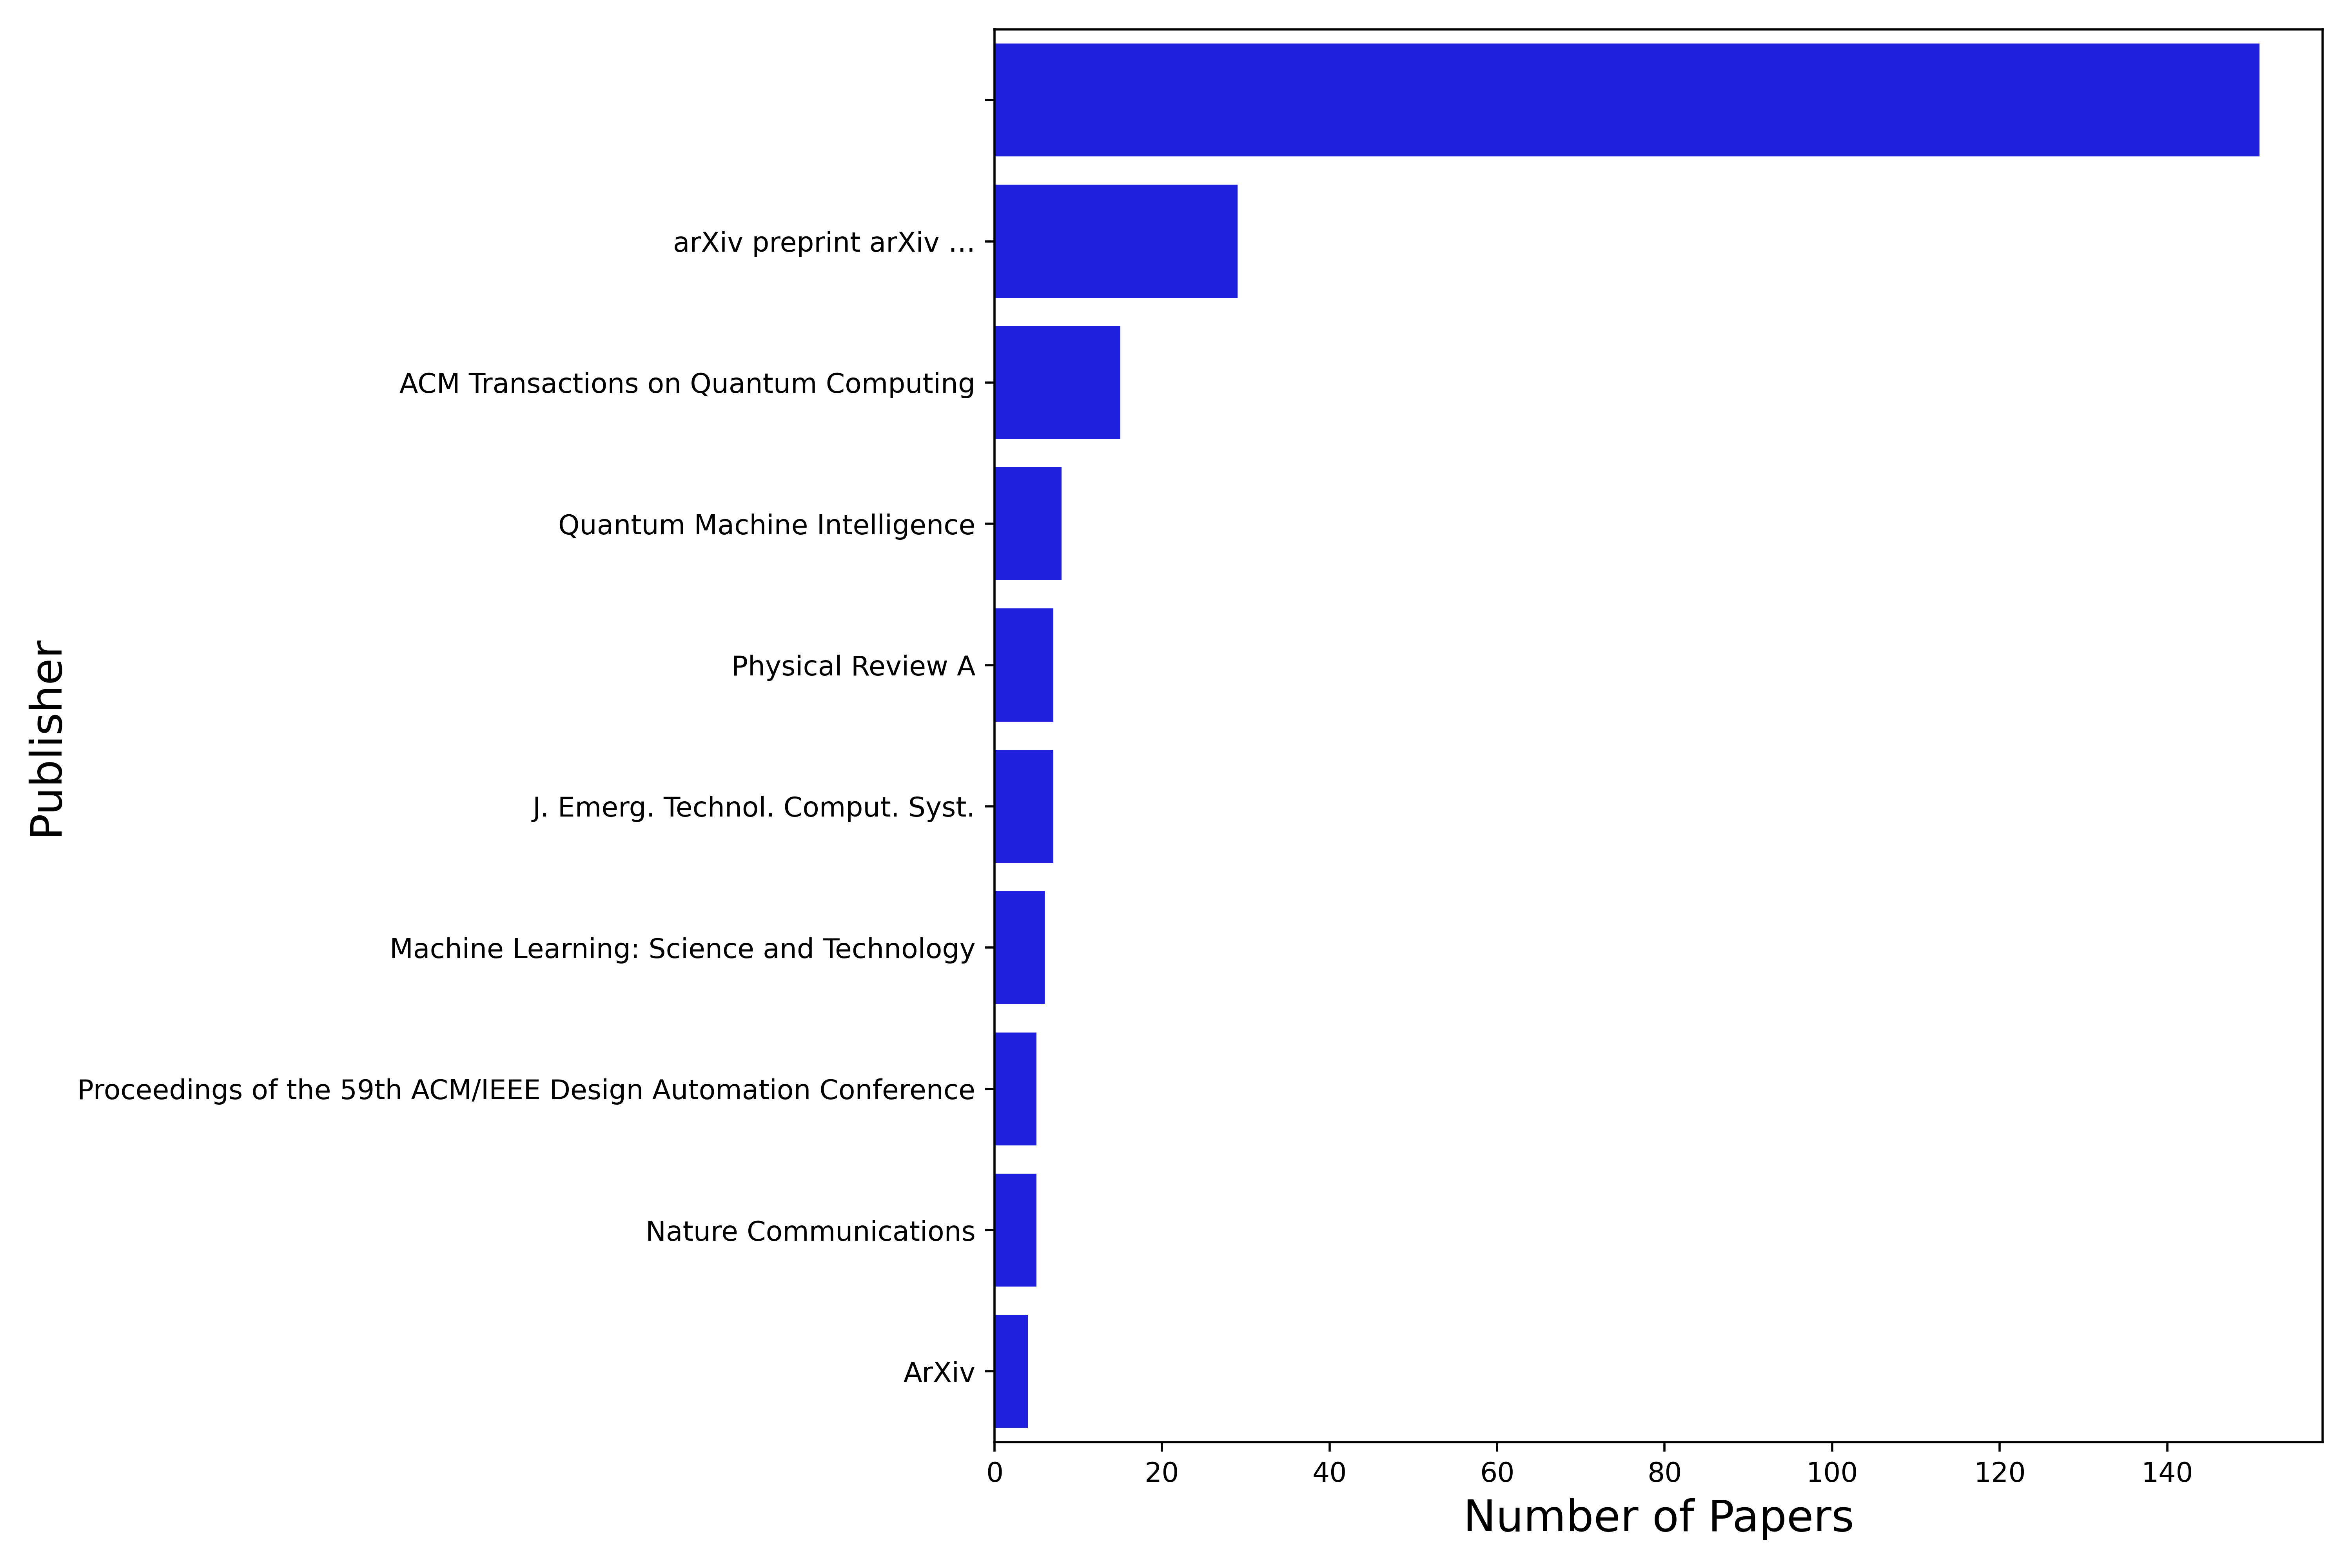 arXiv preprint arXiv …
ACM Transactions on Quantum Computing
Quantum Machine Intelligence
Physical Review A
J. Emerg. Technol. Comput. Syst.
Machine Learning: Science and Technology
Proceedings of the 59th ACM/IEEE Design Automation Conference
Nature Communications
ArXiv
Publisher
0 20 40 60 80 100 120 140
Number of Papers